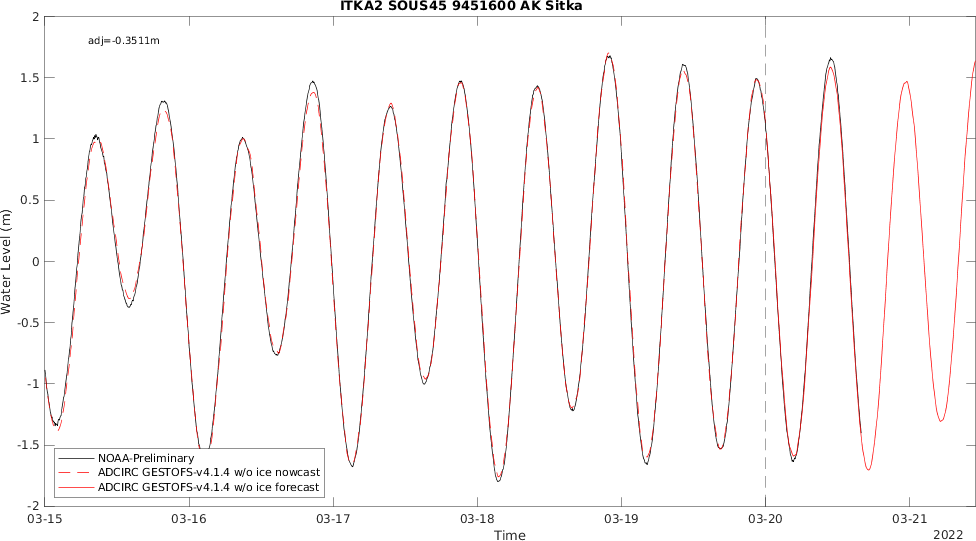 ITKA2 SOUS45 9451600 AK Sitka
adj=-0.3511m
2
1.5
1
0.5
0
-0.5
-1
-1.5
-2
Water Level (m)
NOAA-Preliminary
ADCIRC GESTOFS-v4.1.4 w/o ice nowcast
ADCIRC GESTOFS-v4.1.4 w/o ice forecast
03-15 03-16 03-17 03-18 03-19 03-20 03-21
Time
2022